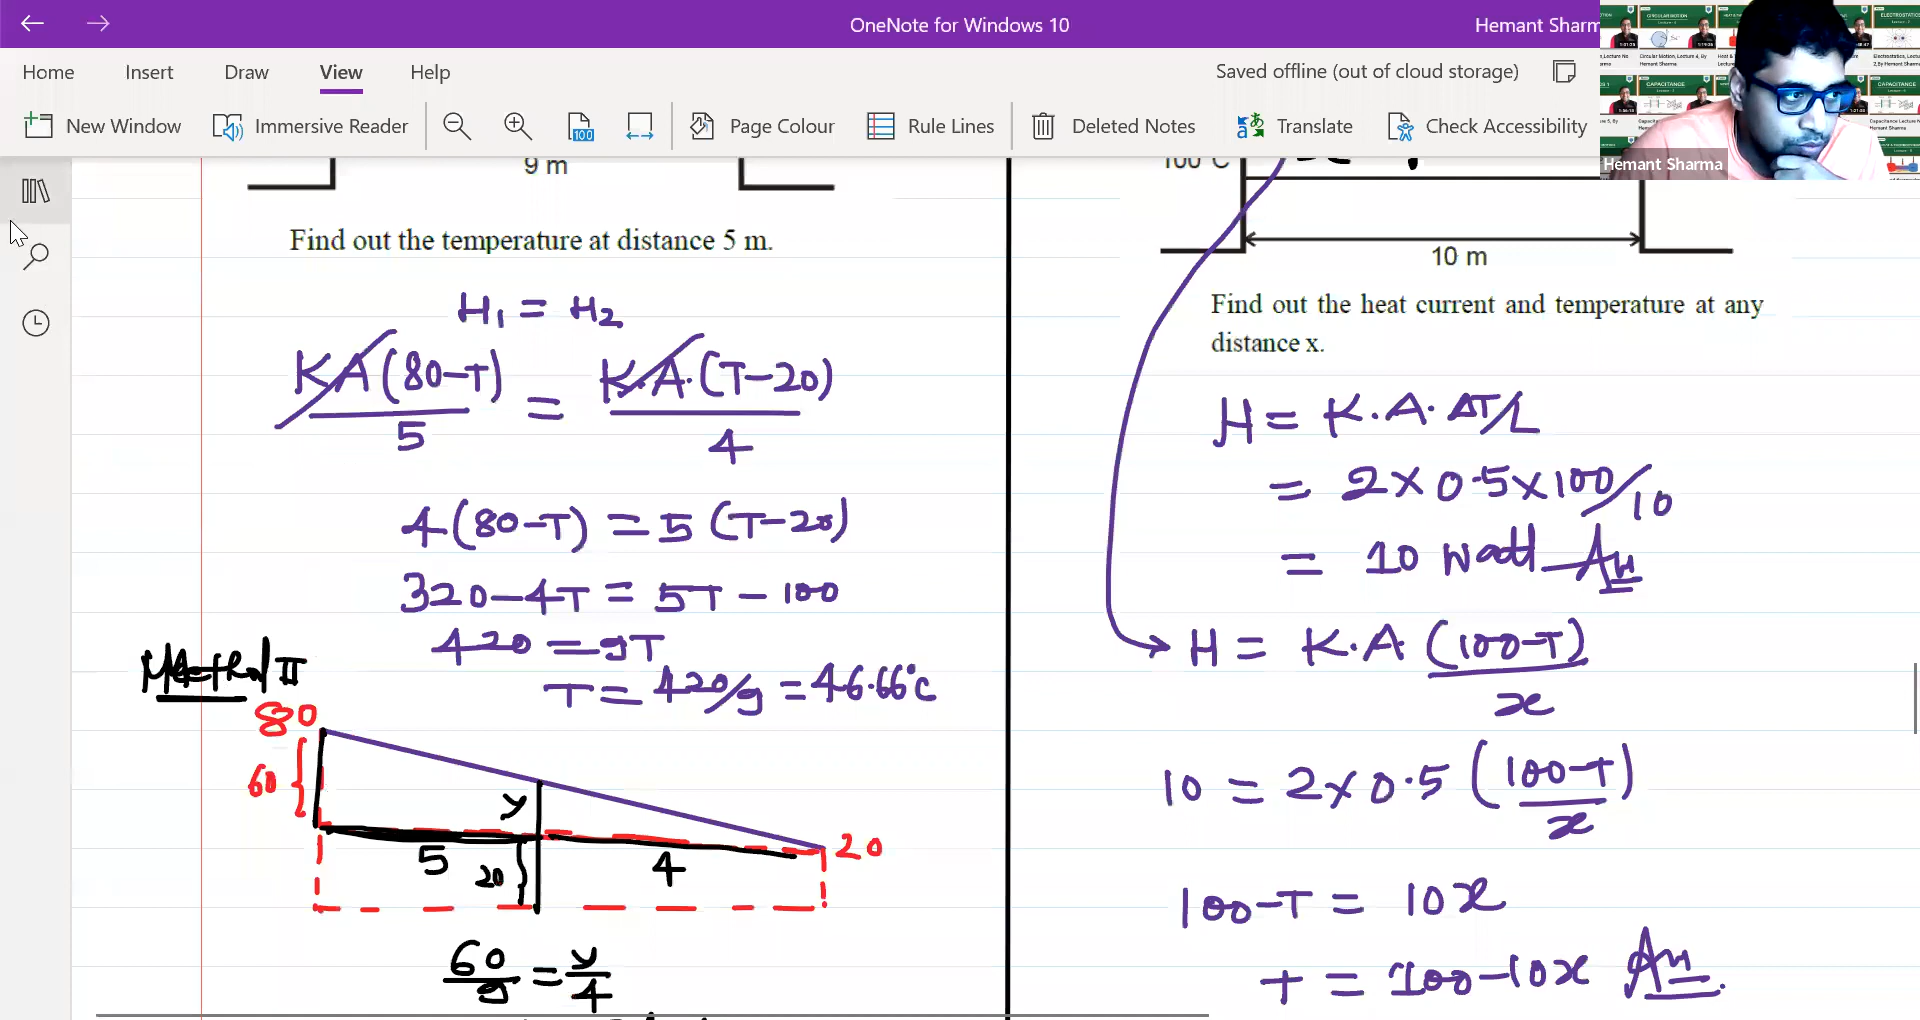 OneNote for Windows 10
Hemant Sharm
Home Insert Draw View Help
Saved offline (out of cloud storage)
New Window Immersive Reader 100 Page Colour Rule Lines Deleted Notes Translate Check Accessibility
Hemant Sharma
9 m
Find out the temperature at distance 5 m.
H₁ = H₂
KA(80-T)/5 = K.A.(T-20)/4
4(80-T) = 5(T-20)
320-4T = 5T-100
420 = 9T
T = 420/9 = 46.66°C
Method II
80
60
y
5
20
4
20
60/9 = y/4
100°C
10 m
Find out the heat current and temperature at any
distance x.
H = K.A.ΔT/L
= 2×0.5×100/10
= 10 watt Ans
H = K.A (100-T)/x
10 = 2×0.5 (100-T/x)
100-T = 10x
T = 100-10x Ans.